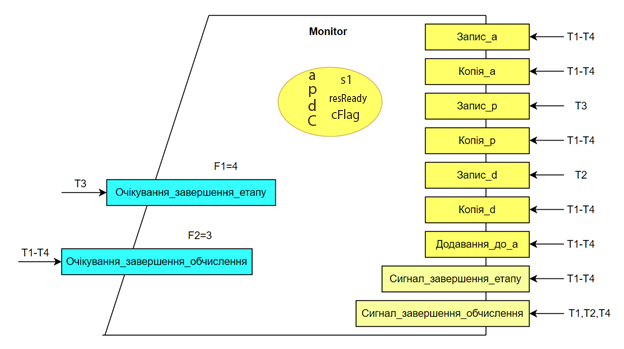 Monitor
Запис_a
T1-T4
a
s1
Копія_a
T1-T4
p
resReady
Запис_p
T3
d
cFlag
C
Копія_p
T1-T4
F1=4
Запис_d
T2
T3
Очікування_завершення_етапу
Копія_d
T1-T4
F2=3
Додавання_до_a
T1-T4
T1-T4
Очікування_завершення_обчислення
Сигнал_завершення_етапу
T1-T4
Сигнал_завершення_обчислення
T1,T2,T4